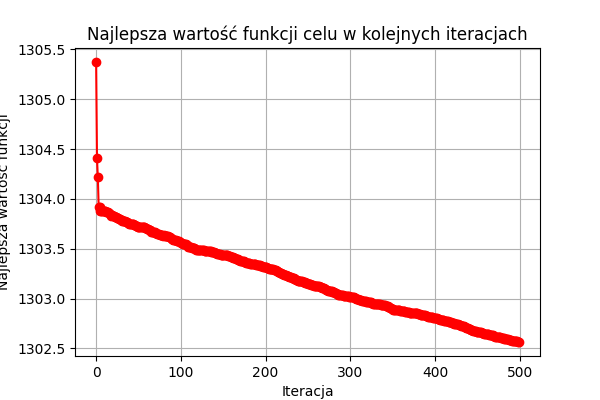 Najlepsza wartość funkcji celu w kolejnych iteracjach
1305.5
1305.0
1304.5
1304.0
1303.5
1303.0
1302.5
Najlepsza wartość funkcji
0 100 200 300 400 500
Iteracja